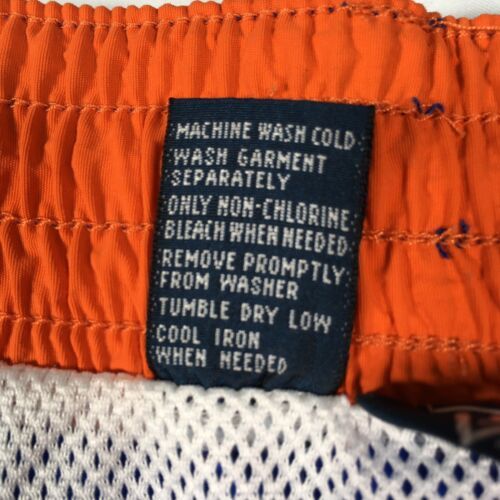 MACHINE WASH COLD
WASH GARMENT
SEPARATELY
ONLY NON-CHLORINE
BLEACH WHEN NEEDED
REMOVE PROMPTLY
FROM WASHER
TUMBLE DRY LOW
COOL IRON
WHEN NEEDED